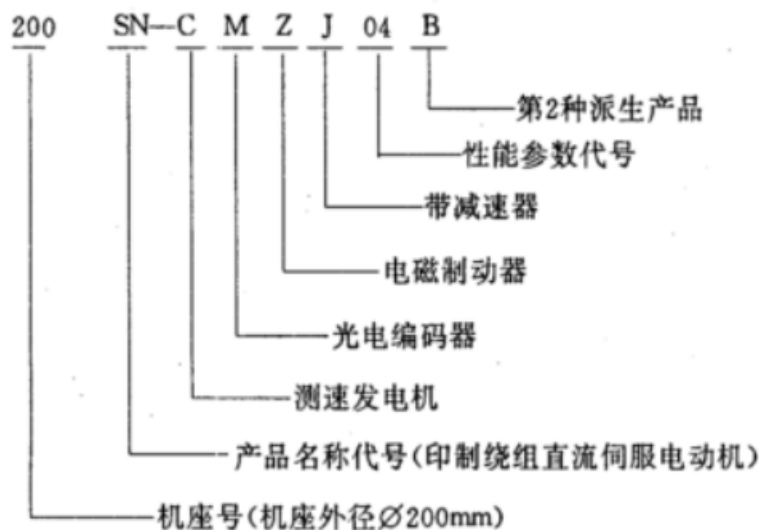 200 SN-C M Z J 04 B
第2种派生产品
性能参数代号
带减速器
电磁制动器
光电编码器
测速发电机
产品名称代号(印制绕组直流伺服电动机)
机座号(机座外径∅200mm)